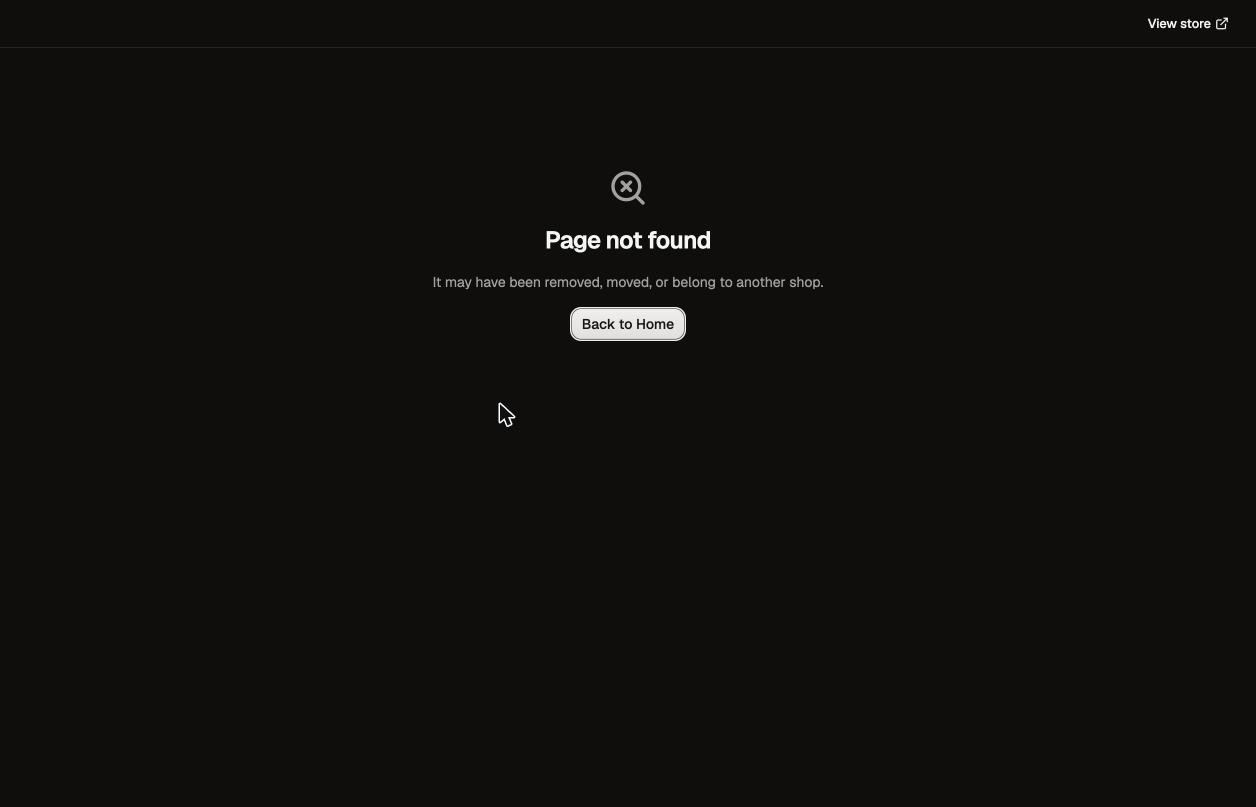 View store
Page not found
It may have been removed, moved, or belong to another shop.
Back to Home